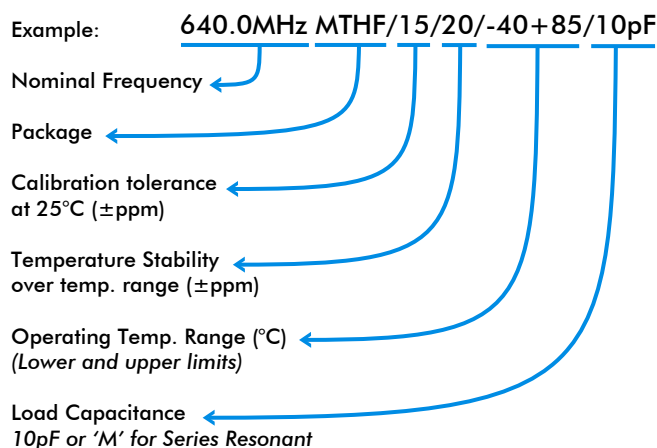 Example: 640.0MHz MTHF/15/20/-40+85/10pF
Nominal Frequency
Package
Calibration tolerance
at 25°C (±ppm)
Temperature Stability
over temp. range (±ppm)
Operating Temp. Range (°C)
(Lower and upper limits)
Load Capacitance
10pF or ‘M’ for Series Resonant